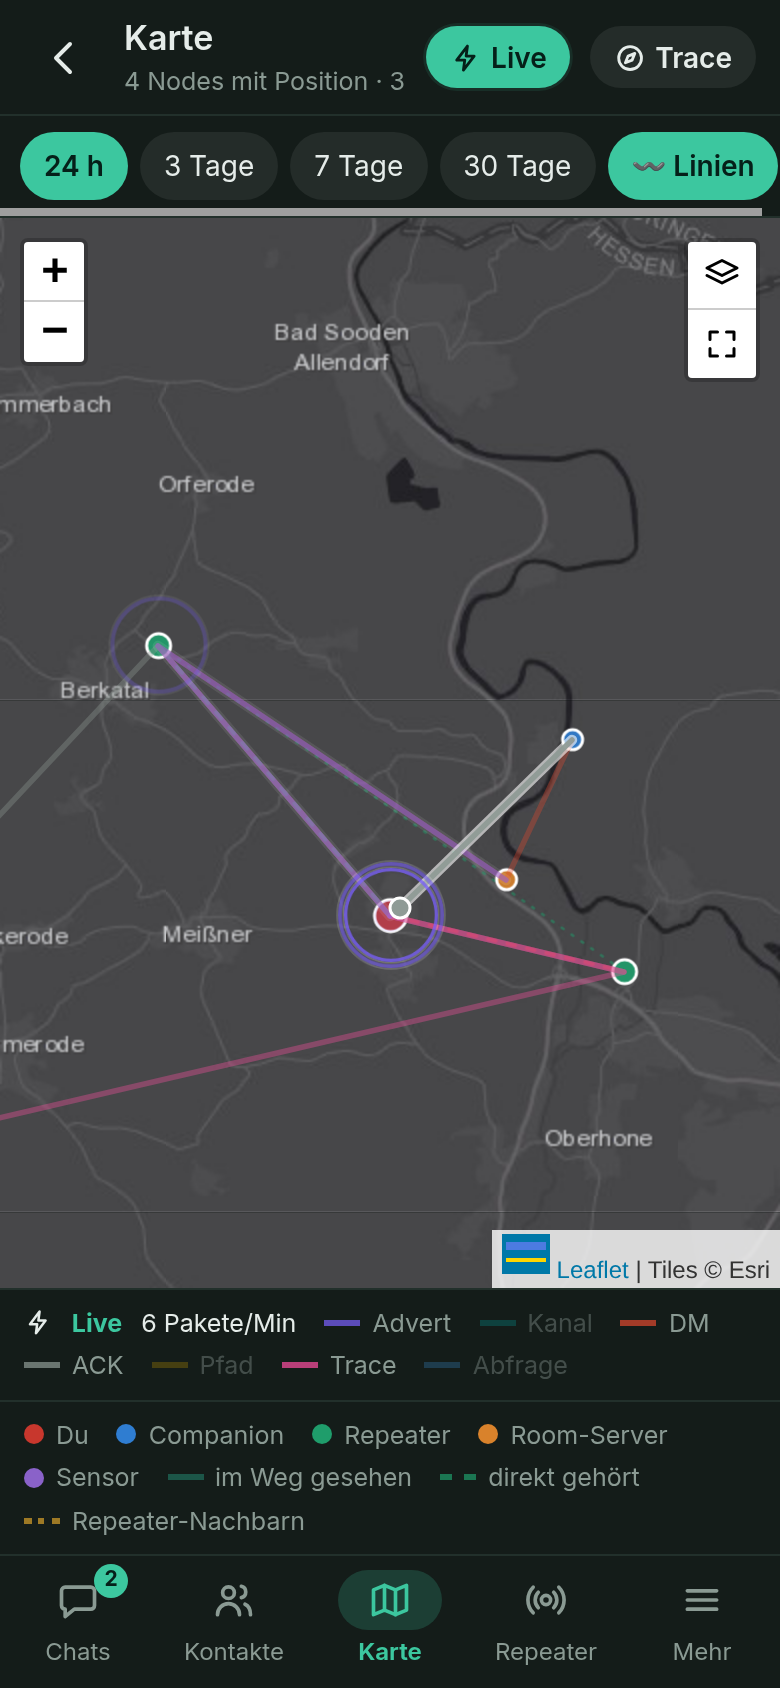 Karte
4 Nodes mit Position · 3
Live
Trace
24 h
3 Tage
7 Tage
30 Tage
Linien
HESSEN
+
−
Bad Sooden
Allendorf
mmerbach
Orferode
Berkatal
kerode
Meißner
merode
Oberhone
Leaflet | Tiles © Esri
Live 6 Pakete/Min Advert Kanal DM
ACK Pfad Trace Abfrage
Du Companion Repeater Room-Server
Sensor im Weg gesehen direkt gehört
Repeater-Nachbarn
2
Chats Kontakte Karte Repeater Mehr